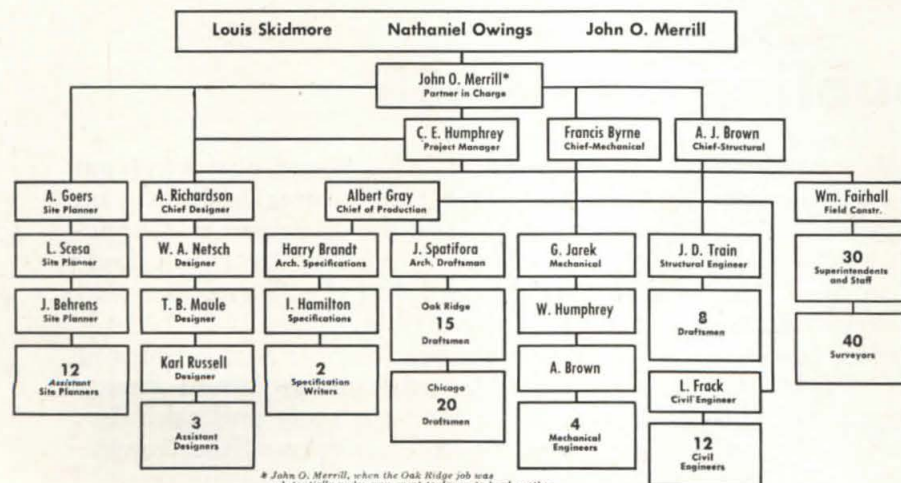 Louis Skidmore Nathaniel Owings John O. Merrill
John O. Merrill*
Partner in Charge
C. E. Humphrey
Project Manager
Francis Byrne
Chief-Mechanical
A. J. Brown
Chief-Structural
A. Goers
Site Planner
A. Richardson
Chief Designer
Albert Gray
Chief of Production
Wm. Fairhall
Field Constr.
L. Scesa
Site Planner
W. A. Netsch
Designer
Harry Brandt
Arch. Specifications
J. Spatifora
Arch. Draftsman
G. Jarek
Mechanical
J. D. Train
Structural Engineer
30
Superintendents
and Staff
J. Behrens
Site Planner
T. B. Maule
Designer
I. Hamilton
Specifications
Oak Ridge
15
Draftsmen
W. Humphrey
8
Draftsmen
40
Surveyors
12
Assistant
Site Planners
Karl Russell
Designer
2
Specification
Writers
Chicago
20
Draftsmen
A. Brown
L. Frack
Civil Engineer
3
Assistant
Designers
4
Mechanical
Engineers
12
Civil
Engineers
* John O. Merrill, when the Oak Ridge job was